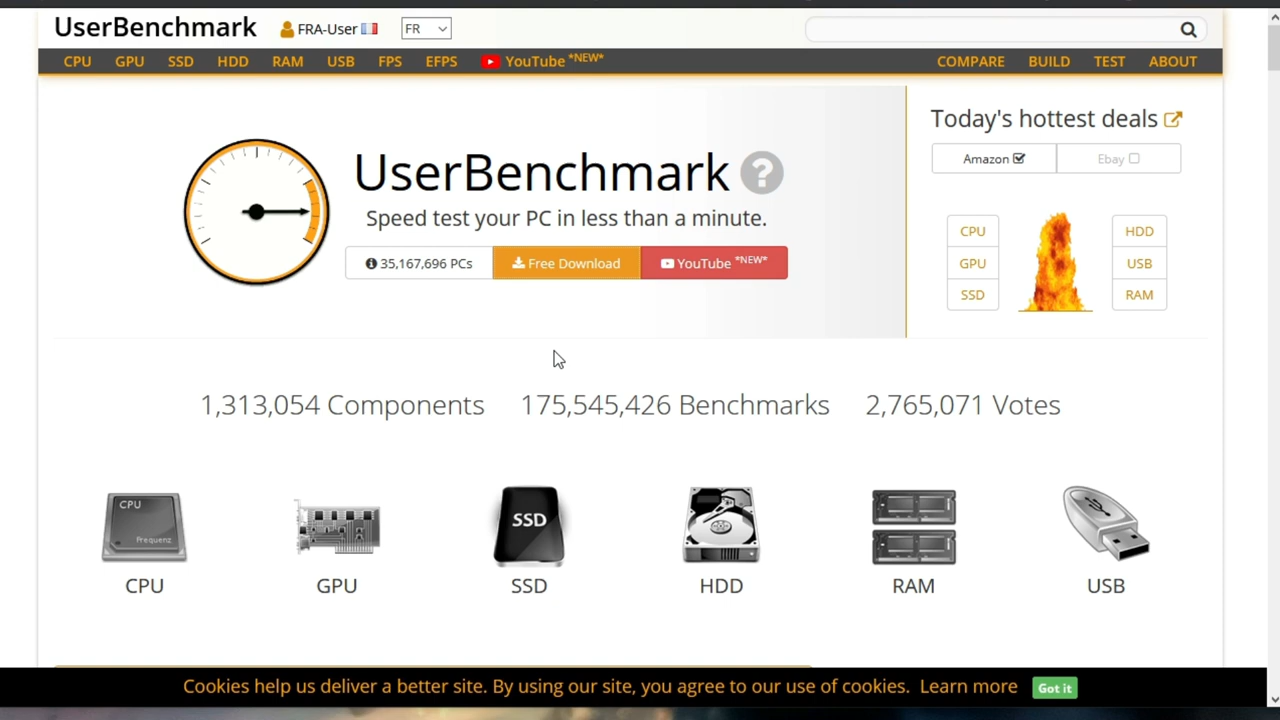 UserBenchmark FRA-User FR
CPU GPU SSD HDD RAM USB FPS EFPS YouTube *NEW* COMPARE BUILD TEST ABOUT
UserBenchmark ?
Speed test your PC in less than a minute.
35,167,696 PCs Free Download YouTube *NEW*
Today's hottest deals
Amazon Ebay
CPU HDD
GPU USB
SSD RAM
1,313,054 Components 175,545,426 Benchmarks 2,765,071 Votes
CPU
Frequenz
SSD
CPU GPU SSD HDD RAM USB
Cookies help us deliver a better site. By using our site, you agree to our use of cookies. Learn more Got it